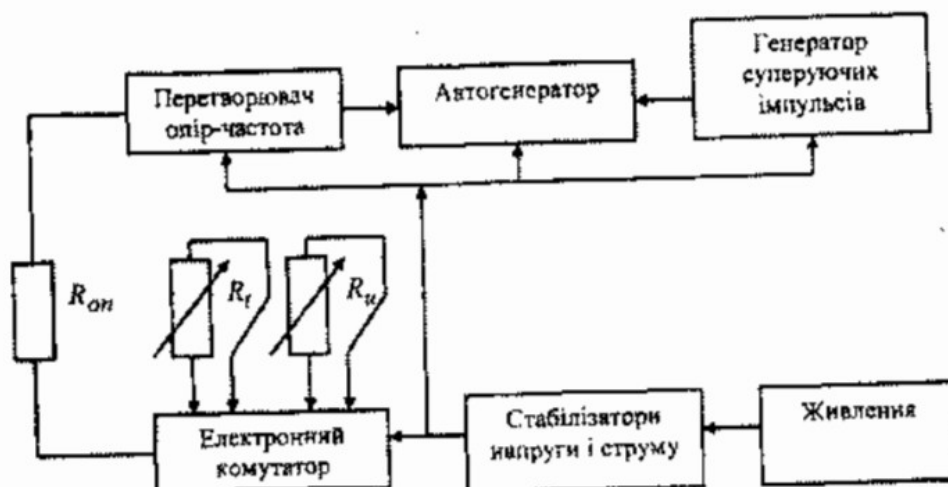 Перетворювач
опір-частота
Автогенератор
Генератор
суперуючих
імпульсів
R_on
R_t
R_u
Електронний
комутатор
Стабілізатори
напруги і струму
Живлення